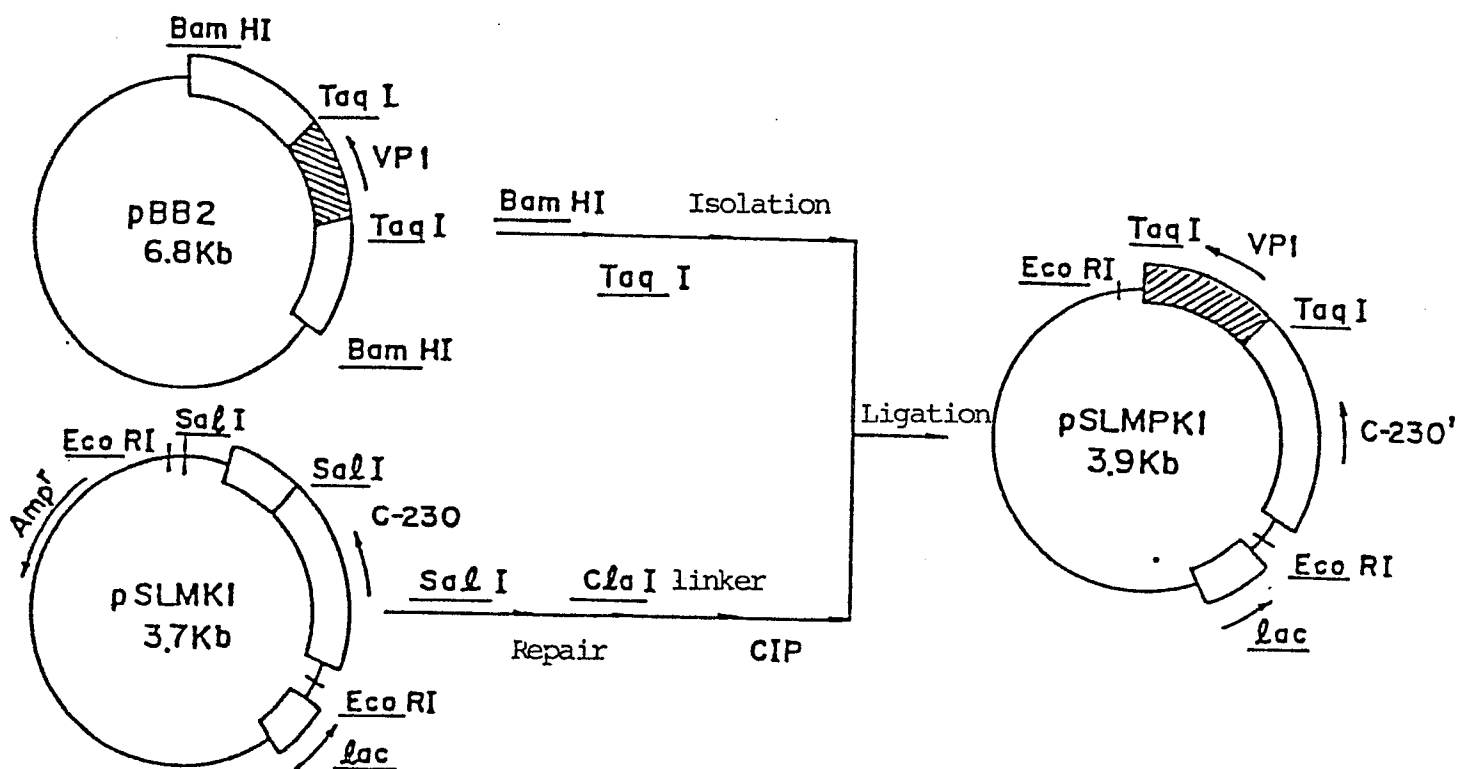 Bam HI
Taq I
VP1
pBB2
6.8Kb
Taq I
Bam HI
Bam HI Isolation
Taq I
Eco RI
Sal I
Sal I
Ampr
C-230
pSLMK1
3.7Kb
Eco RI
lac
Sal I Cla I linker
Repair CIP
Ligation
Taq I
VP1
Eco RI
Taq I
pSLMPK1
3.9Kb
C-230'
Eco RI
lac